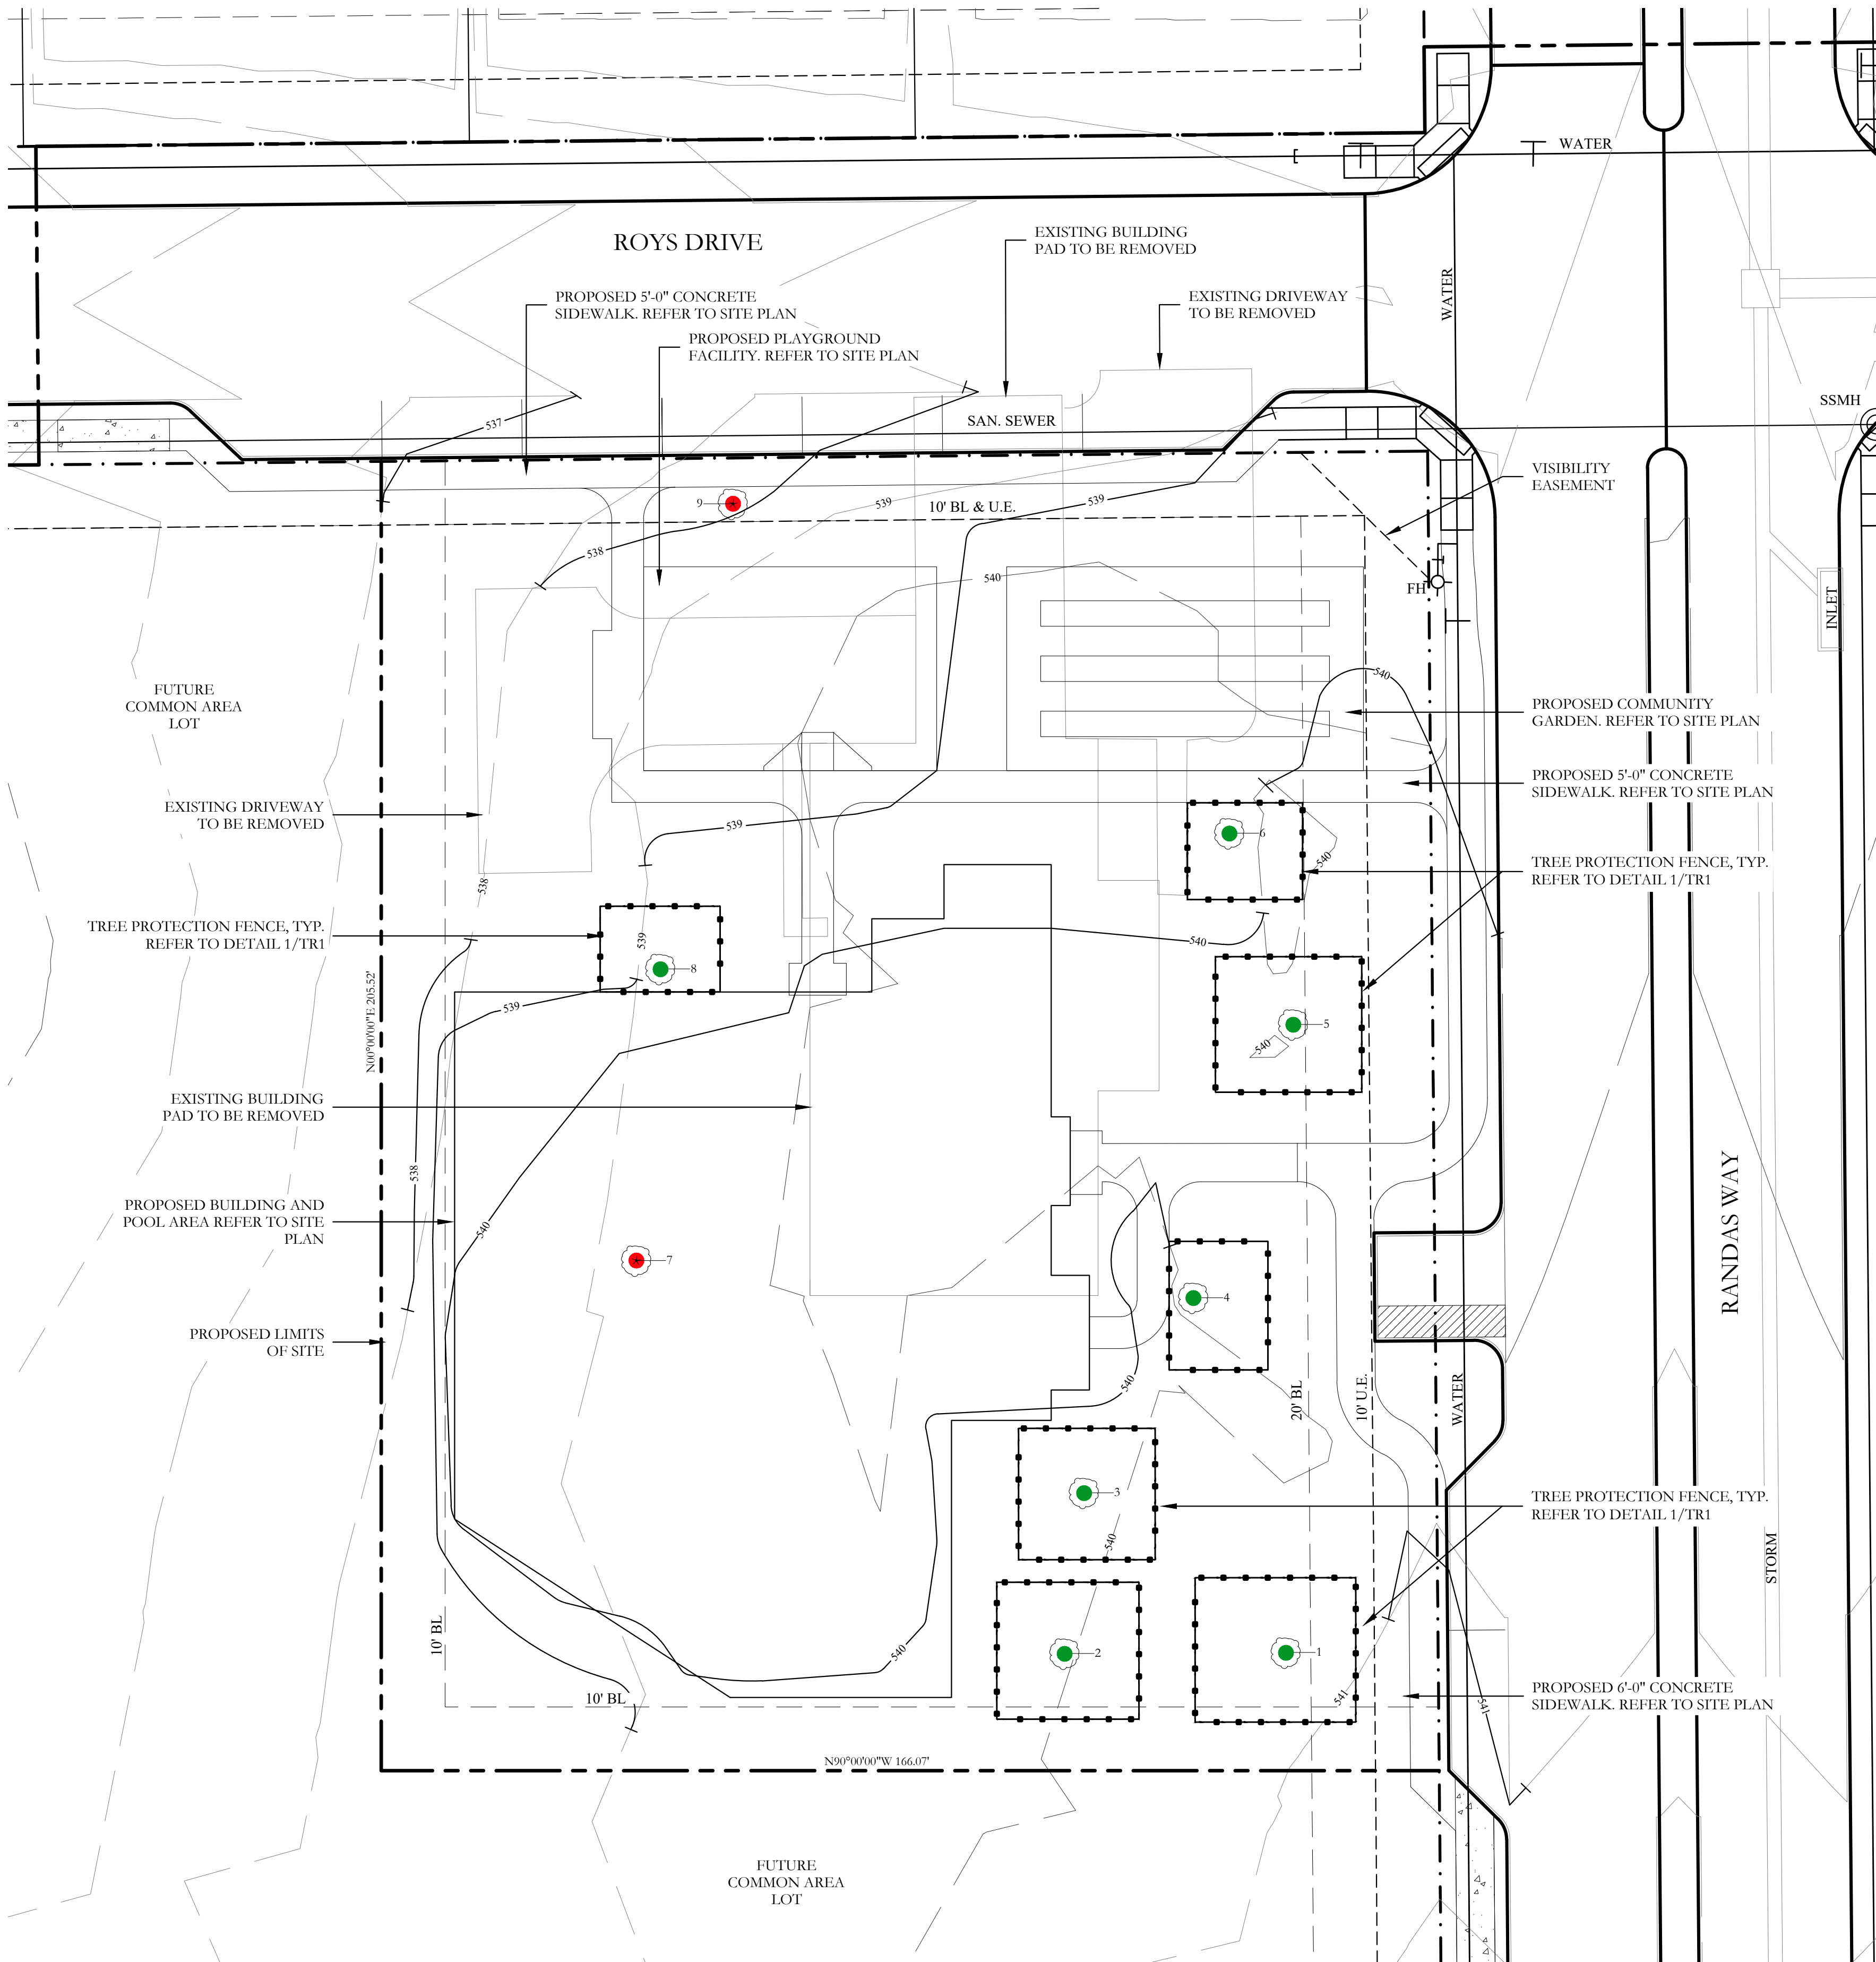 WATER
ROYS DRIVE
EXISTING BUILDING
PAD TO BE REMOVED
WATER
PROPOSED 5'-0" CONCRETE
SIDEWALK. REFER TO SITE PLAN
EXISTING DRIVEWAY
TO BE REMOVED
PROPOSED PLAYGROUND
FACILITY. REFER TO SITE PLAN
SSMH
537
SAN. SEWER
VISIBILITY
EASEMENT
9
539
10' BL & U.E.
539
538
540
FH
INLET
FUTURE
COMMON AREA
LOT
540
PROPOSED COMMUNITY
GARDEN. REFER TO SITE PLAN
PROPOSED 5'-0" CONCRETE
SIDEWALK. REFER TO SITE PLAN
EXISTING DRIVEWAY
TO BE REMOVED
539
6
540
TREE PROTECTION FENCE, TYP.
REFER TO DETAIL 1/TR1
538
TREE PROTECTION FENCE, TYP.
REFER TO DETAIL 1/TR1
539
540
8
N00°00'00"E 205.52'
539
5
540
EXISTING BUILDING
PAD TO BE REMOVED
538
PROPOSED BUILDING AND
POOL AREA REFER TO SITE
PLAN
540
RANDAS WAY
7
4
PROPOSED LIMITS
OF SITE
540
20' BL
10' U.E.
WATER
3
TREE PROTECTION FENCE, TYP.
REFER TO DETAIL 1/TR1
540
STORM
10' BL
540
2
1
10' BL
541
541
PROPOSED 6'-0" CONCRETE
SIDEWALK. REFER TO SITE PLAN
N90°00'00"W 166.07'
FUTURE
COMMON AREA
LOT